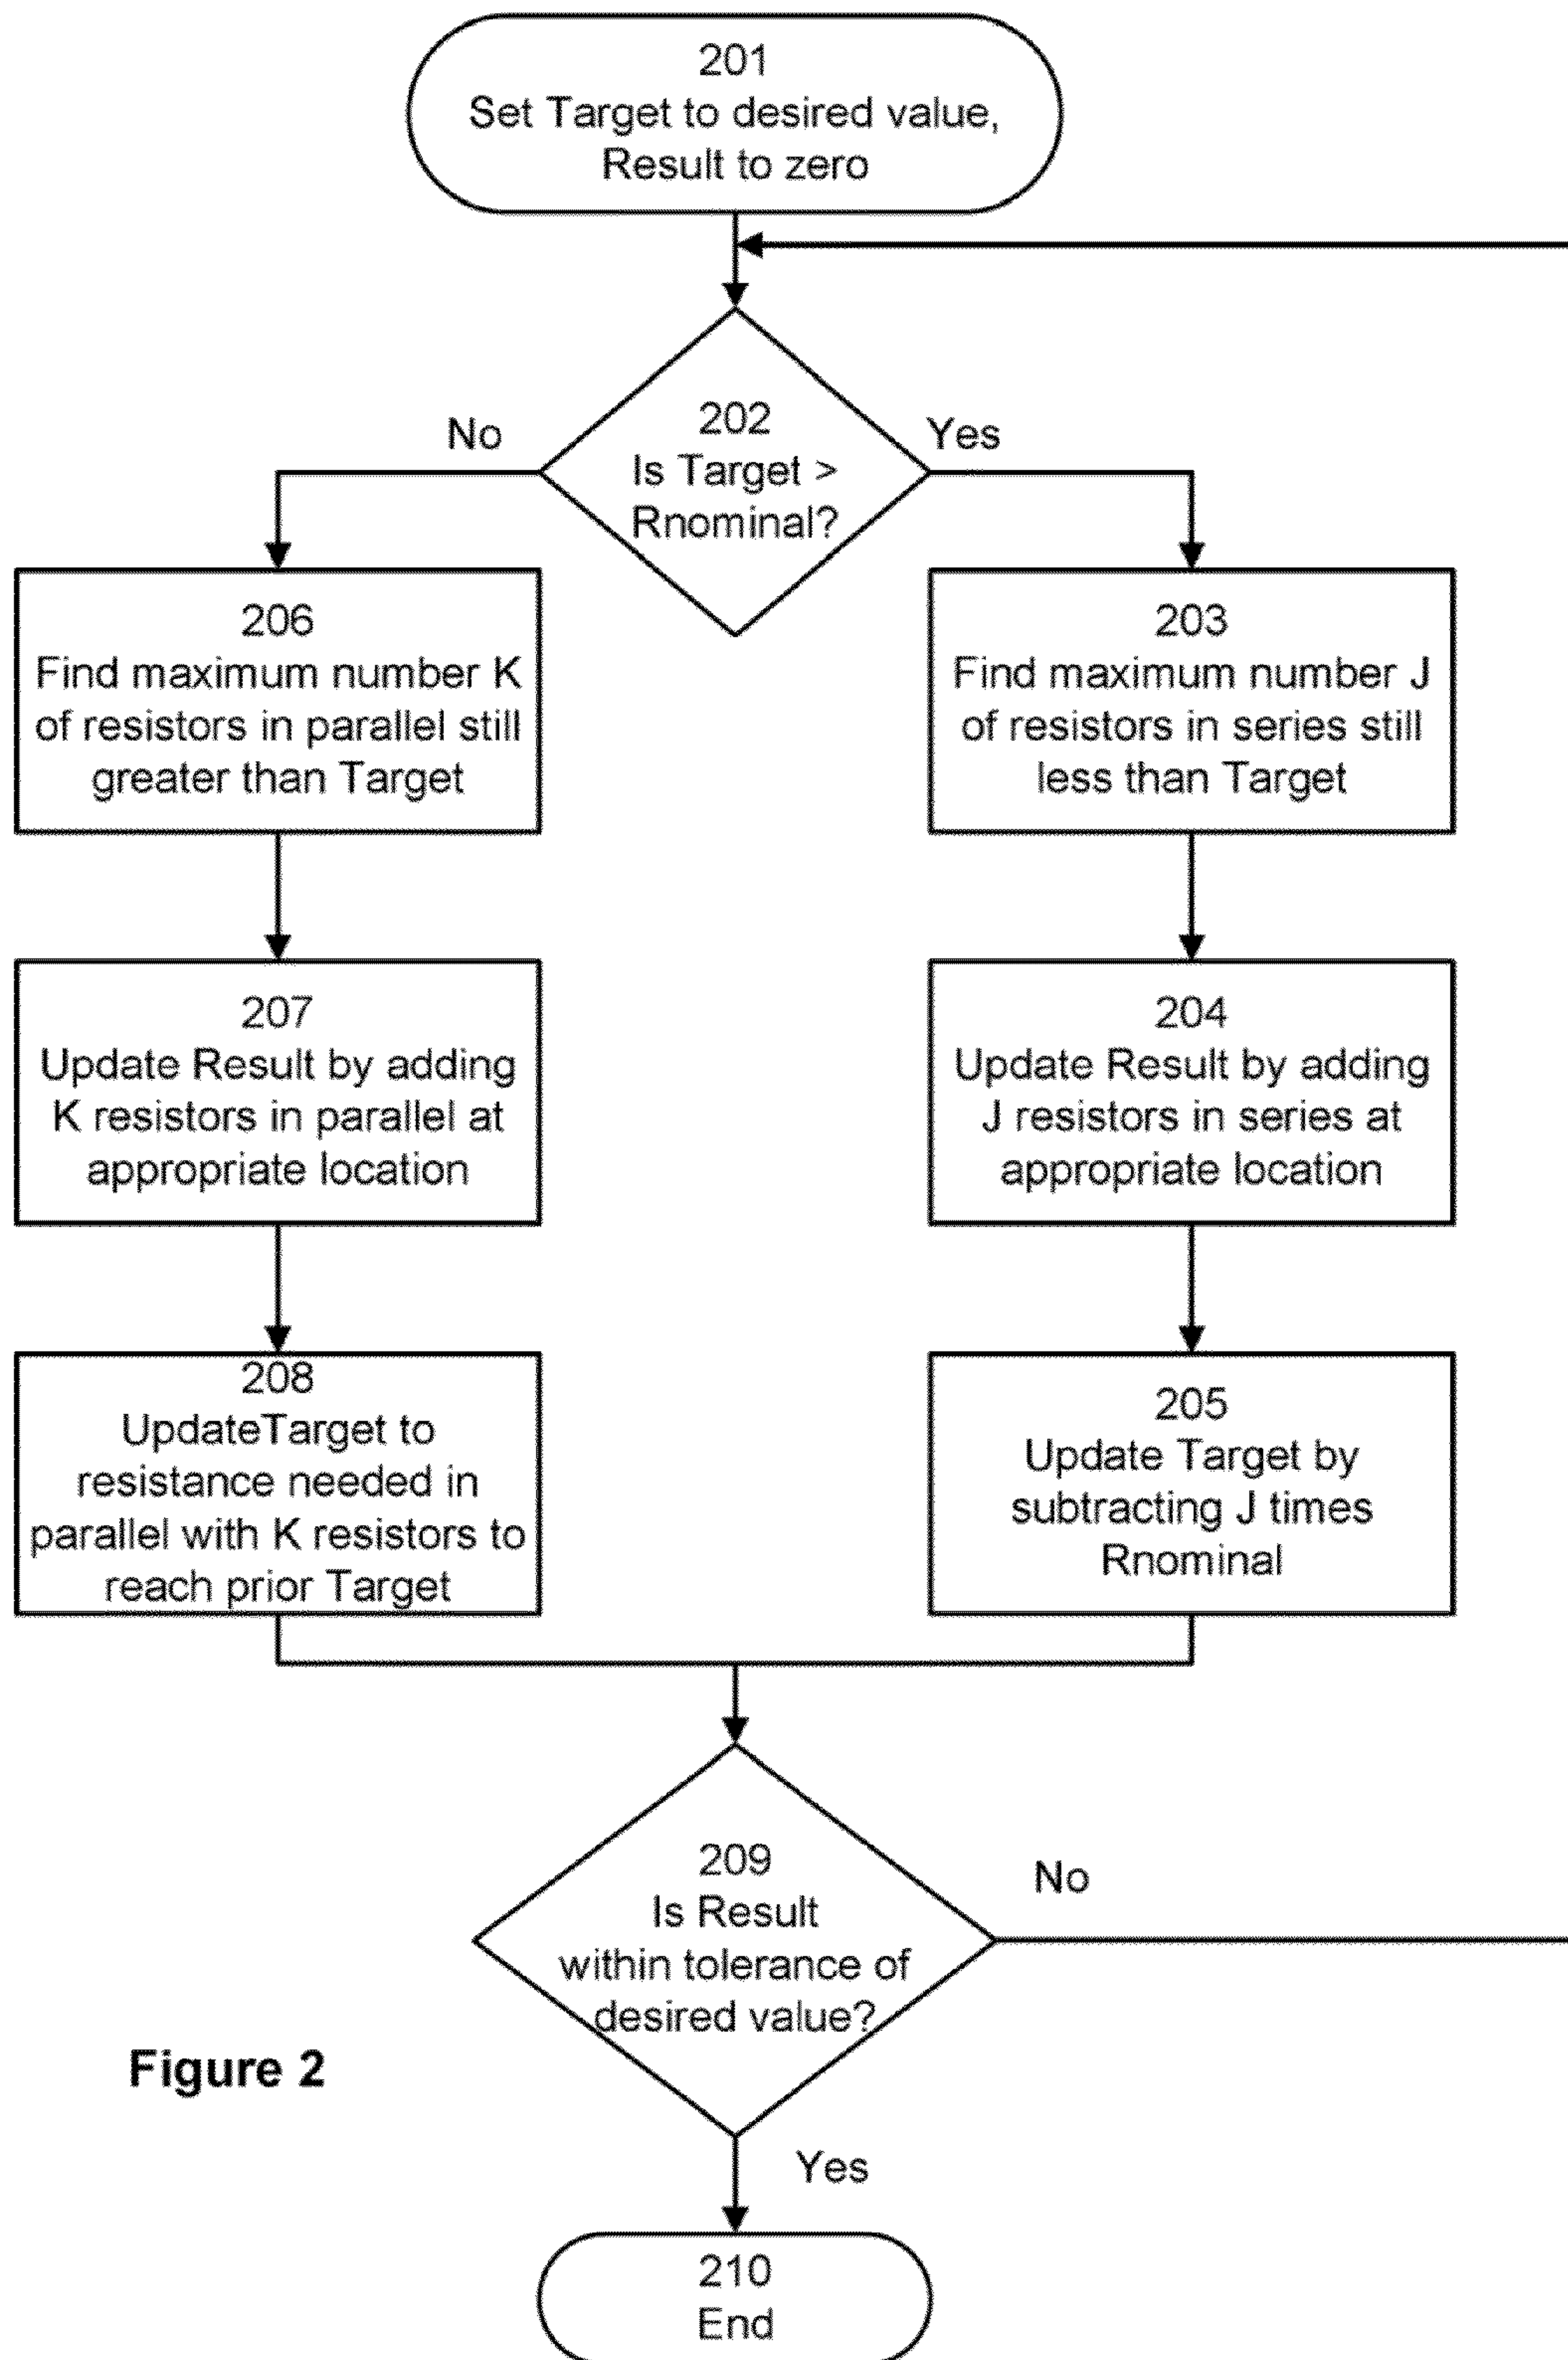 201
Set Target to desired value,
Result to zero
202
Is Target >
Rnominal?
No
Yes
206
Find maximum number K
of resistors in parallel still
greater than Target
203
Find maximum number J
of resistors in series still
less than Target
207
Update Result by adding
K resistors in parallel at
appropriate location
204
Update Result by adding
J resistors in series at
appropriate location
208
UpdateTarget to
resistance needed in
parallel with K resistors to
reach prior Target
205
Update Target by
subtracting J times
Rnominal
209
Is Result
within tolerance of
desired value?
No
Figure 2
Yes
210
End